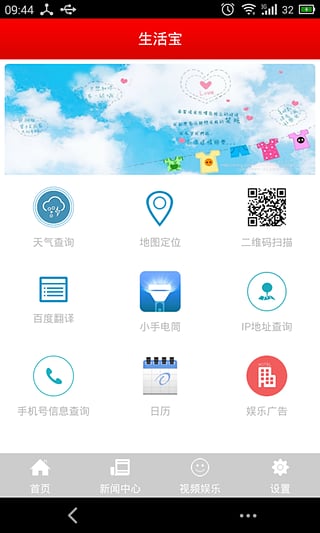 09:44
3G
32
生活宝
天气查询
地图定位
二维码扫描
百度翻译
小手电筒
IP地址查询
手机号信息查询
日历
娱乐广告
首页
新闻中心
视频娱乐
设置